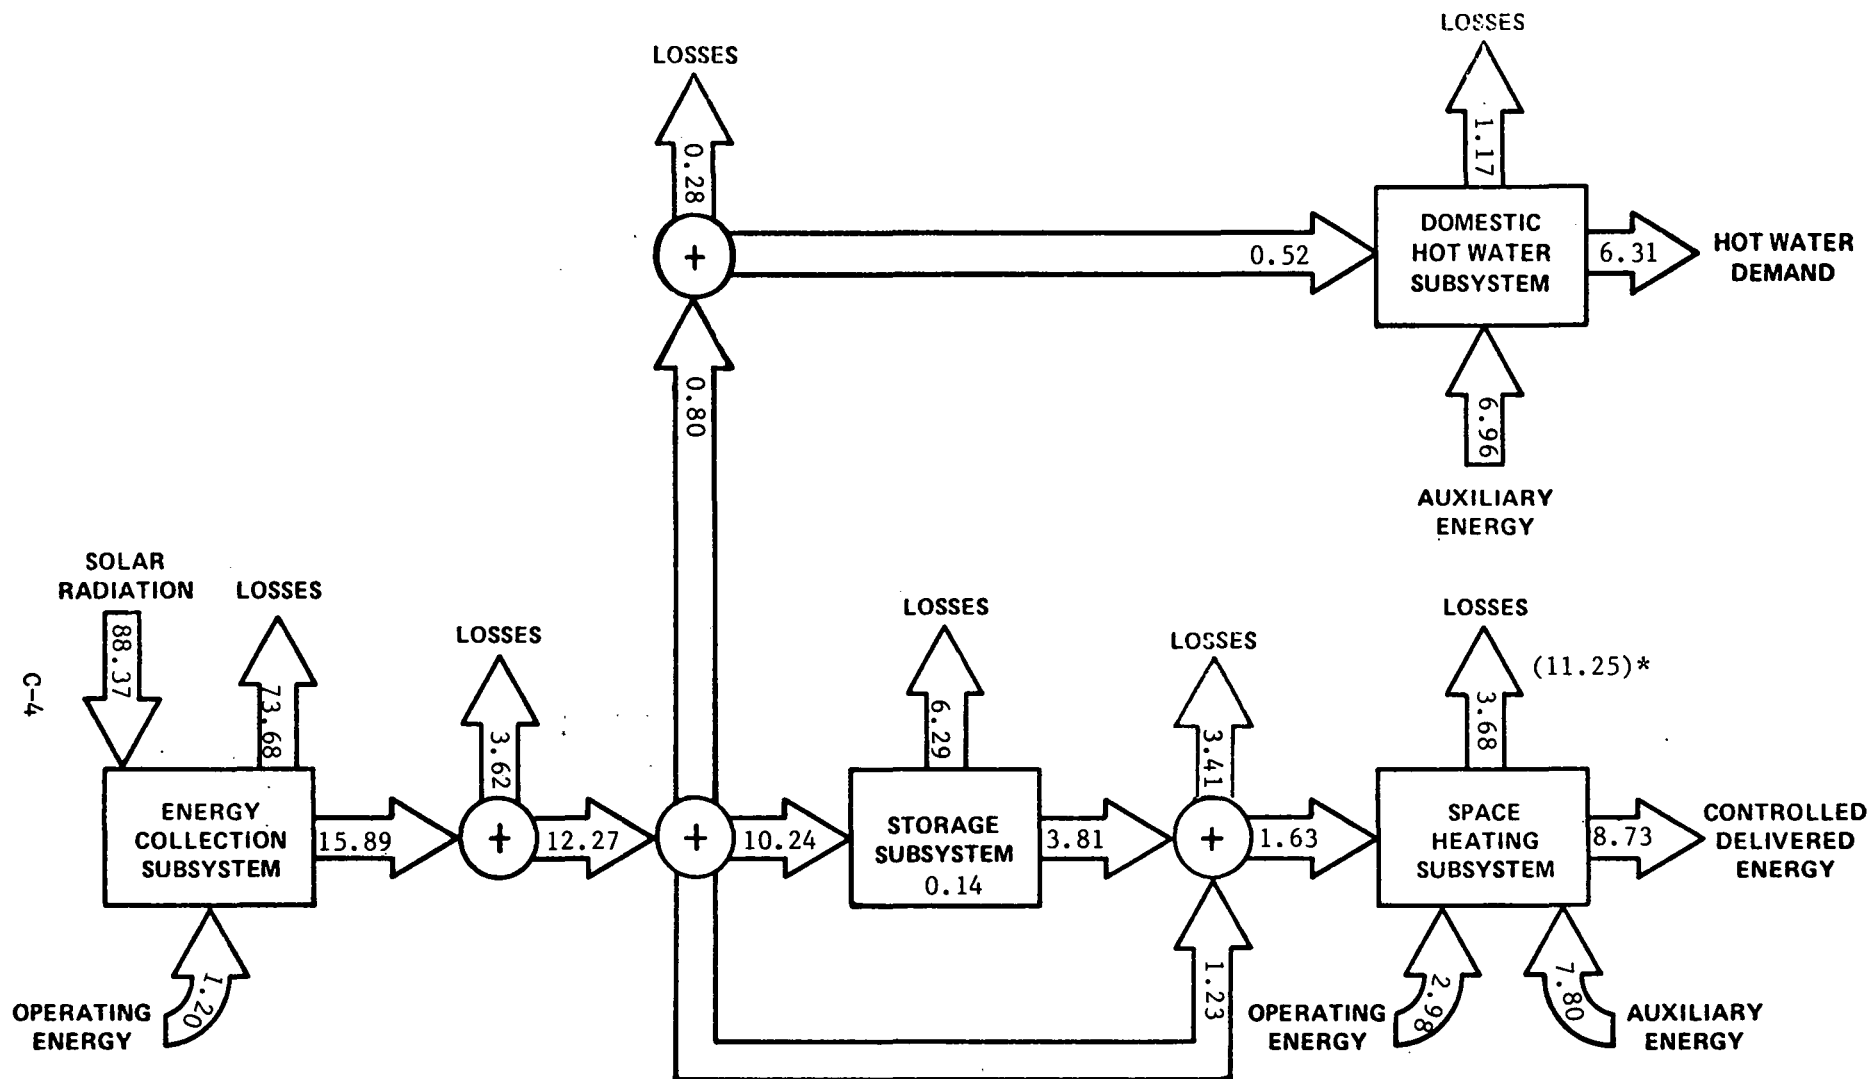 LOSSES
LOSSES
0.28
1.17
+
0.52
DOMESTIC
HOT WATER
SUBSYSTEM
6.31
HOT WATER
DEMAND
0.80
6.96
AUXILIARY
ENERGY
SOLAR
RADIATION
88.37
LOSSES
73.68
LOSSES
3.62
LOSSES
6.29
LOSSES
3.41
LOSSES
3.68
(11.25)*
C-4
ENERGY
COLLECTION
SUBSYSTEM
15.89
+
12.27
+
10.24
STORAGE
SUBSYSTEM
0.14
3.81
+
1.63
SPACE
HEATING
SUBSYSTEM
8.73
CONTROLLED
DELIVERED
ENERGY
OPERATING
ENERGY
1.20
1.23
OPERATING
ENERGY
2.98
7.80
AUXILIARY
ENERGY